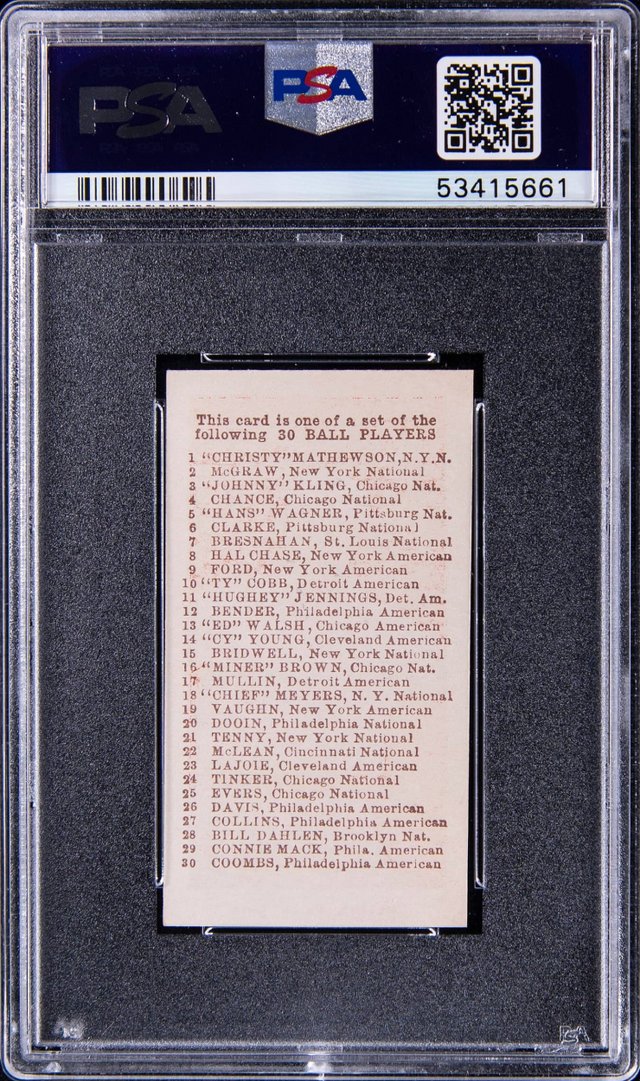 PSA
PSA
53415661
This card is one of a set of the
following 30 BALL PLAYERS
1 "CHRISTY" MATHEWSON, N.Y.N.
2 McGRAW, New York National
3 "JOHNNY" KLING, Chicago Nat.
4 CHANCE, Chicago National
5 "HANS" WAGNER, Pittsburg Nat.
6 CLARKE, Pittsburg National
7 BRESNAHAN, St. Louis National
8 HAL CHASE, New York American
9 FORD, New York American
10 "TY" COBB, Detroit American
11 "HUGHEY" JENNINGS, Det. Am.
12 BENDER, Philadelphia American
13 "ED" WALSH, Chicago American
14 "CY" YOUNG, Cleveland American
15 BRIDWELL, New York National
16 "MINER" BROWN, Chicago Nat.
17 MULLIN, Detroit American
18 "CHIEF" MEYERS, N. Y. National
19 VAUGHN, New York American
20 DOOIN, Philadelphia National
21 TENNY, New York National
22 McLEAN, Cincinnati National
23 LAJOIE, Cleveland American
24 TINKER, Chicago National
25 EVERS, Chicago National
26 DAVIS, Philadelphia American
27 COLLINS, Philadelphia American
28 BILL DAHLEN, Brooklyn Nat.
29 CONNIE MACK, Phila. American
30 COOMBS, Philadelphia American
PSA